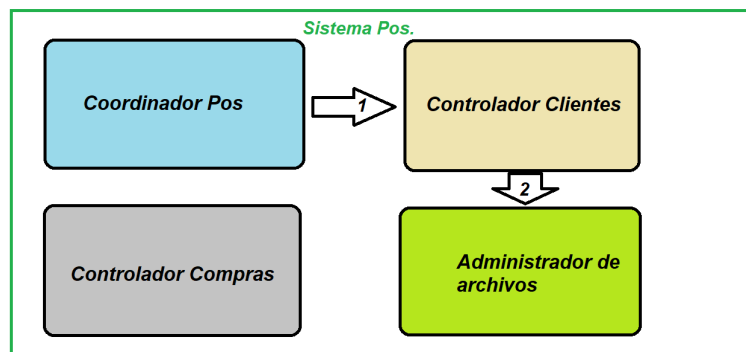 Sistema Pos.
Coordinador Pos
1
Controlador Clientes
2
Controlador Compras
Administrador de
archivos